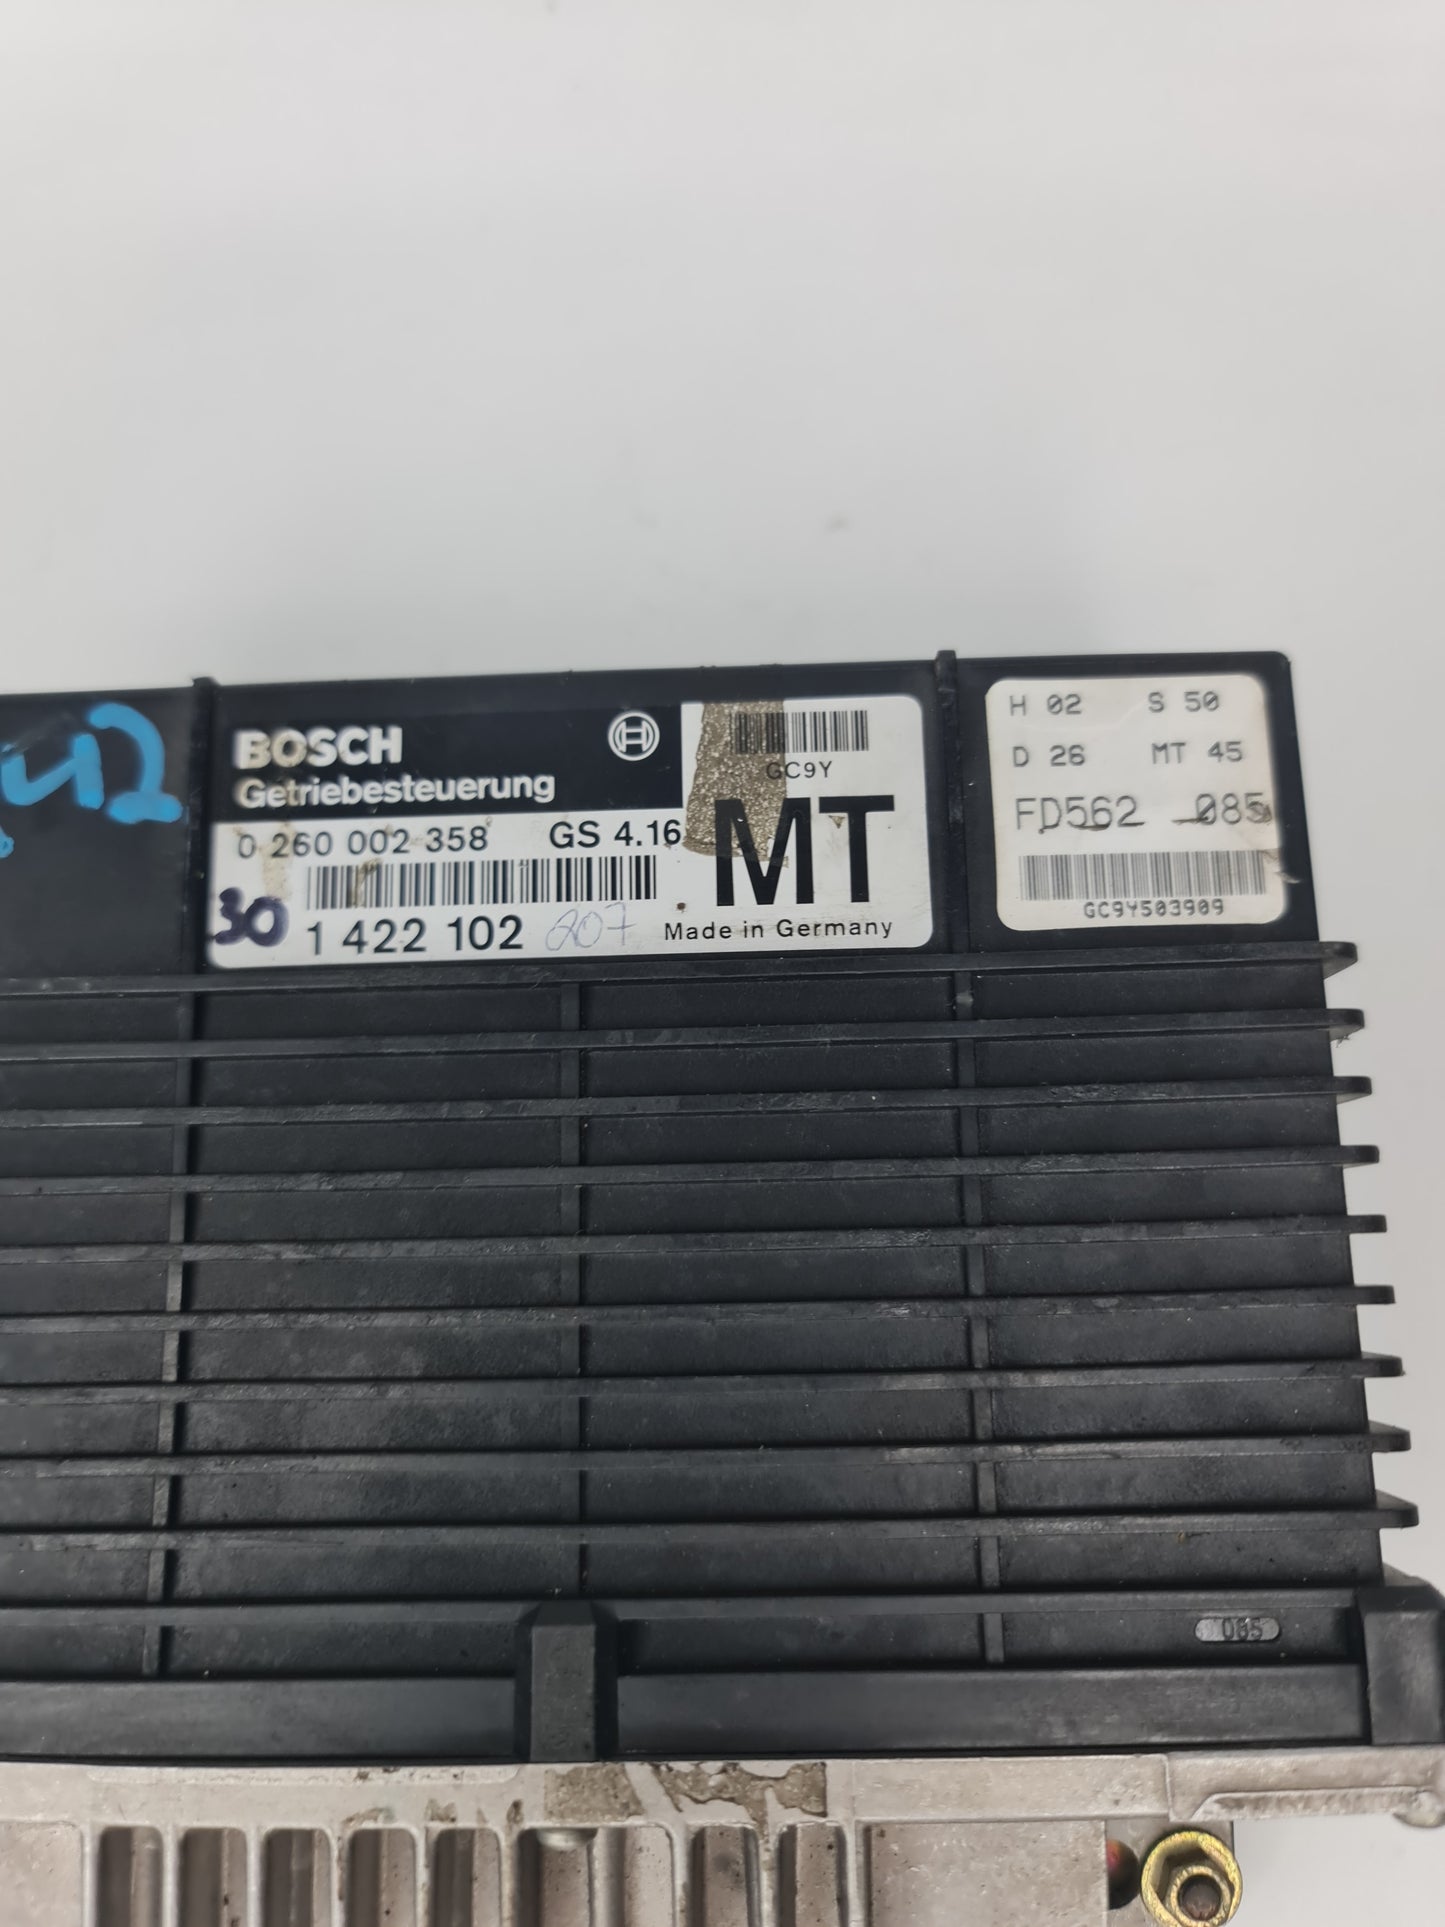 42
BOSCH
Getriebesteuerung
0 260 002 358 GS 4.16
30 1 422 102 207
GC9Y
MT
Made in Germany
H 02 S 50
D 26 MT 45
FD562 085
GC9Y503909
085